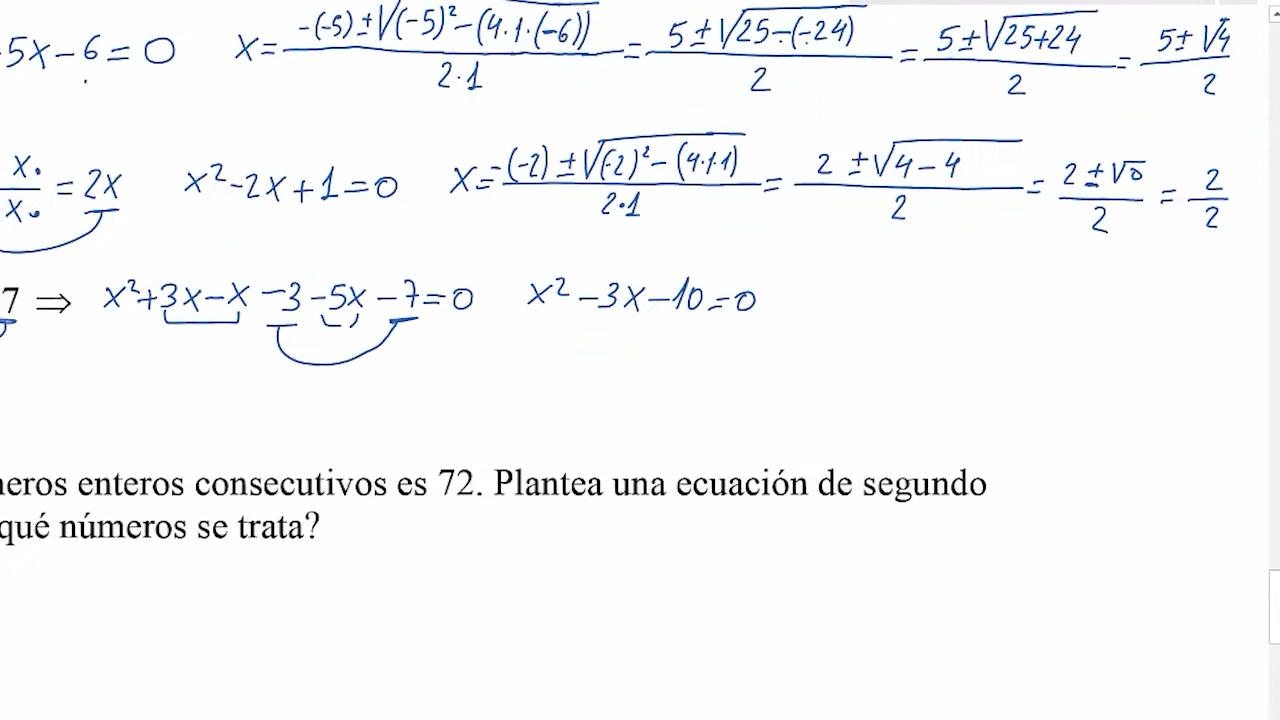 5x-6=0 x=-(-5)±√(-5)²-(4·1·(-6))/2·1=5±√25-(-24)/2=5±√25+24/2=5±√4/2
x·/x·=2x x²-2x+1=0 x=-(-2)±√(-2)²-(4·1·1)/2·1=2±√4-4/2=2±√0/2=2/2
7 ⇒ x²+3x-x-3-5x-7=0 x²-3x-10=0
neros enteros consecutivos es 72. Plantea una ecuación de segundo
qué números se trata?